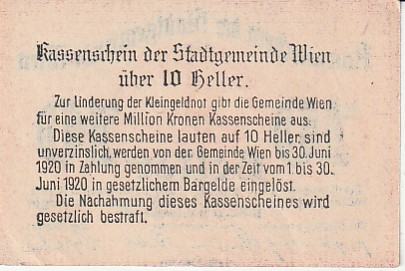 Kassenschein der Stadtgemeinde Wien
über 10 Heller.
Zur Linderung der Kleingeldnot gibt die Gemeinde Wien
für eine weitere Million Kronen Kassenscheine aus.
Diese Kassenscheine lauten auf 10 Heller, sind
unverzinslich, werden von der Gemeinde Wien bis 30. Juni
1920 in Zahlung genommen und in der Zeit vom 1. bis 30.
Juni 1920 in gesetzlichem Bargelde eingelöst.
Die Nachahmung dieses Kassenscheines wird
gesetzlich bestraft.